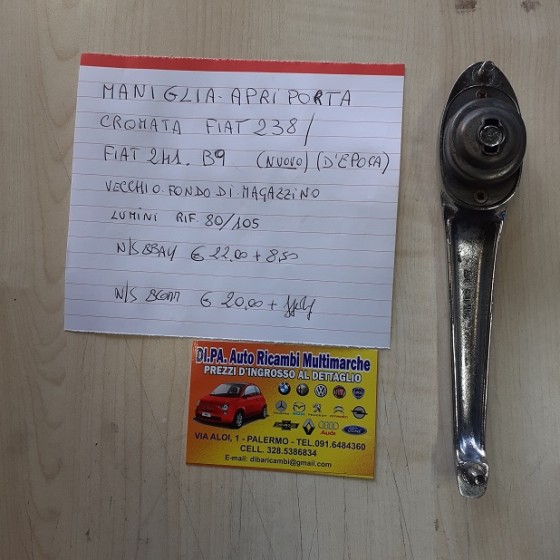 MANIGLIA - APRI PORTA
CROMATA FIAT 238/
FIAT 241. B9 (NUOVO) (D'EPOCA)
VECCHIO FONDO DI MAGAZZINO
LUMINI RIF 80/105
N/S € 22,00 + 8,50
N/S € 20,00 +
DI.PA. Auto Ricambi Multimarche
PREZZI D'INGROSSO AL DETTAGLIO
Audi
Ford
VIA ALOI, 1 - PALERMO - TEL.091.6484360
CELL. 328.5386834
E-mail: dibaricambi@gmail.com